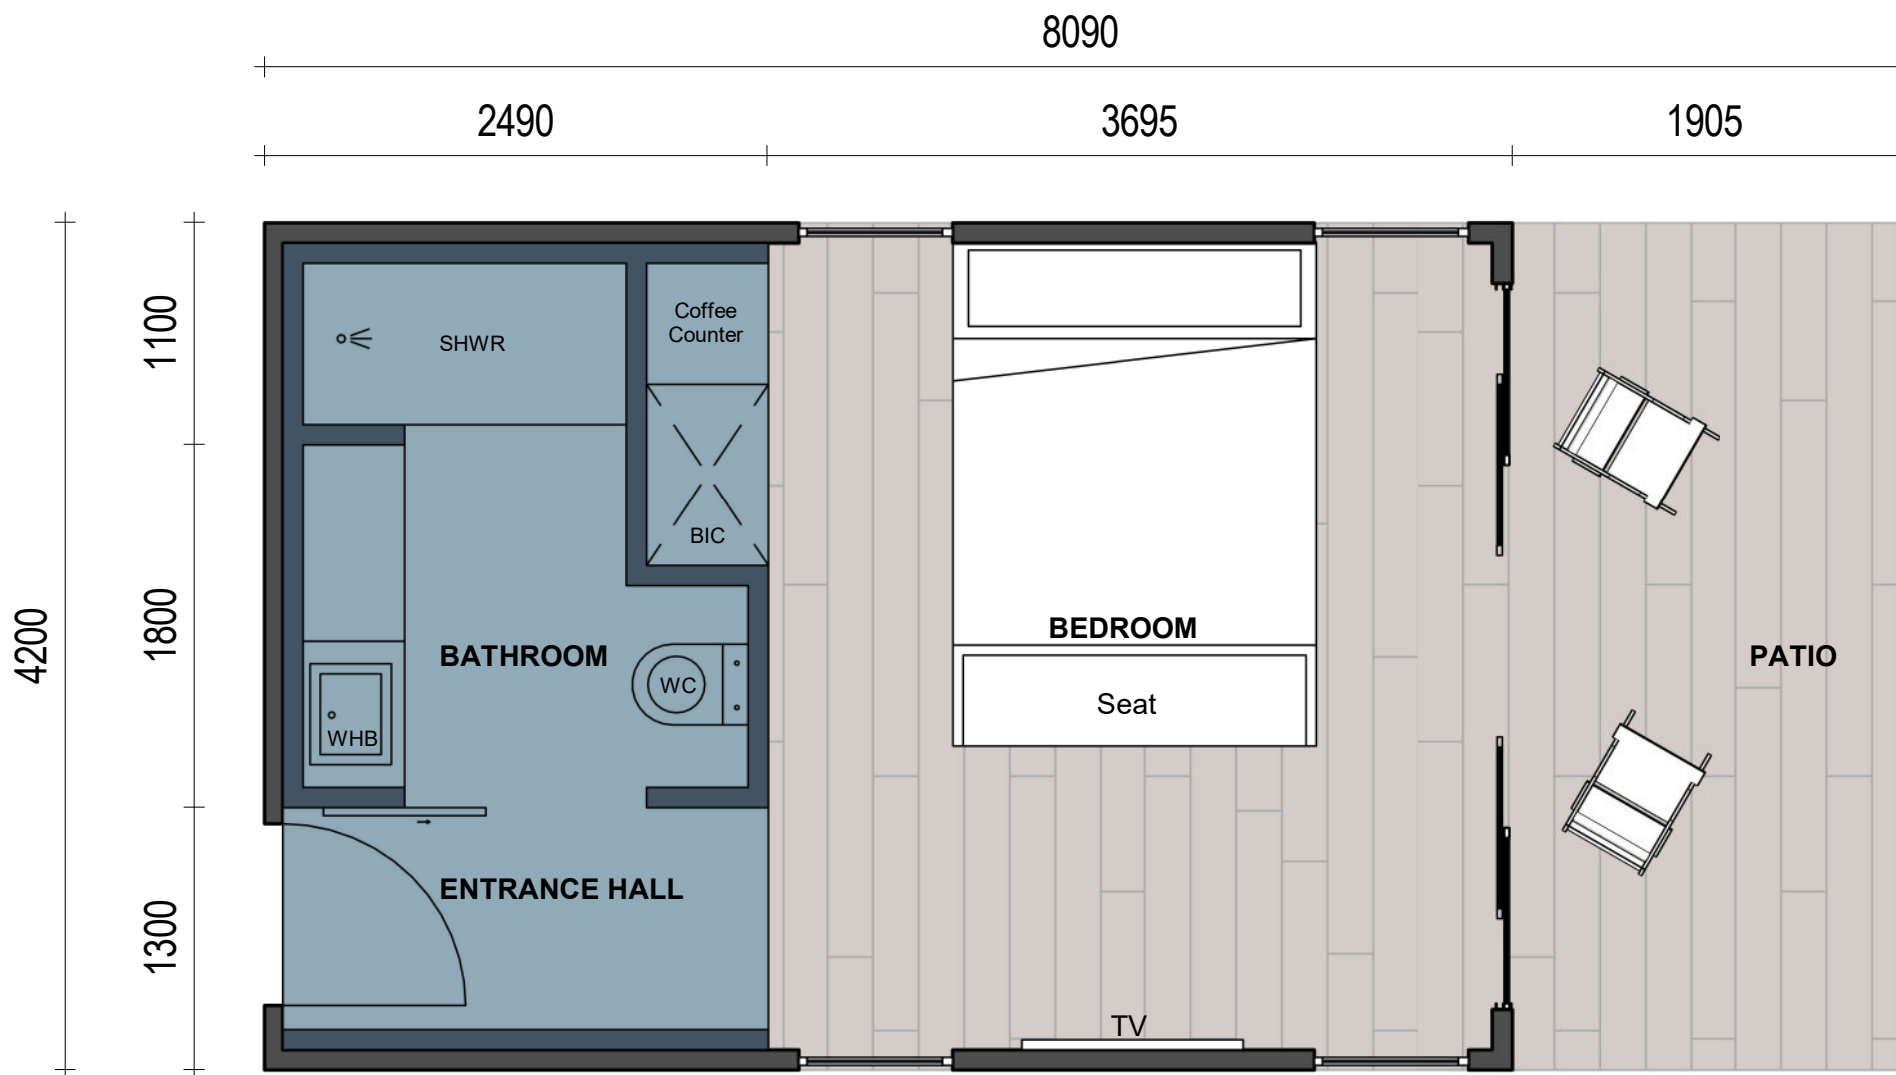 8090
2490
3695
1905
4200
1100
1800
1300
SHWR
Coffee
Counter
BIC
BATHROOM
WC
WHB
ENTRANCE HALL
BEDROOM
Seat
TV
PATIO